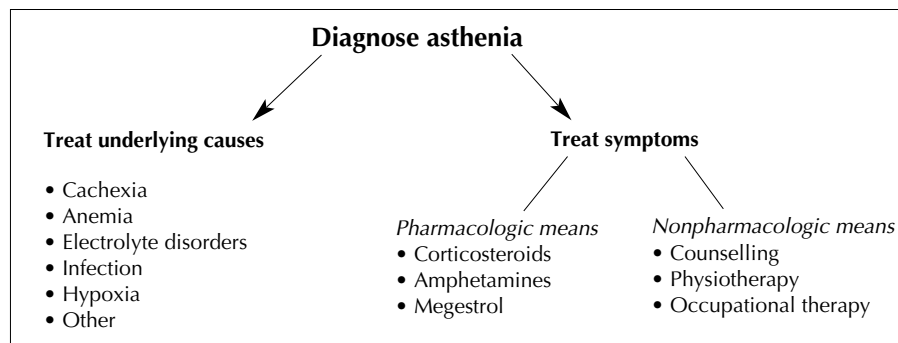 Diagnose asthenia
Treat underlying causes
• Cachexia
• Anemia
• Electrolyte disorders
• Infection
• Hypoxia
• Other
Treat symptoms
Pharmacologic means
• Corticosteroids
• Amphetamines
• Megestrol
Nonpharmacologic means
• Counselling
• Physiotherapy
• Occupational therapy